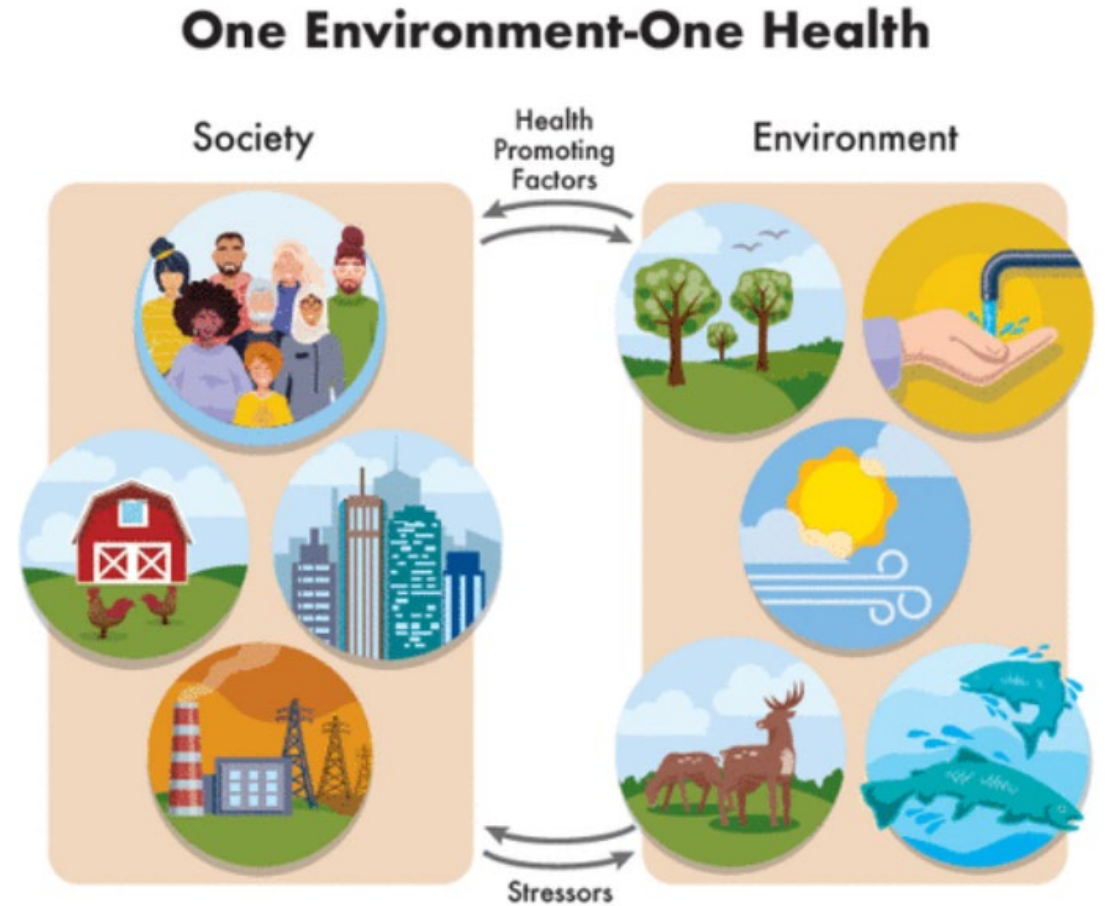 One Environment-One Health
Society
Health
Promoting
Factors
Environment
Stressors